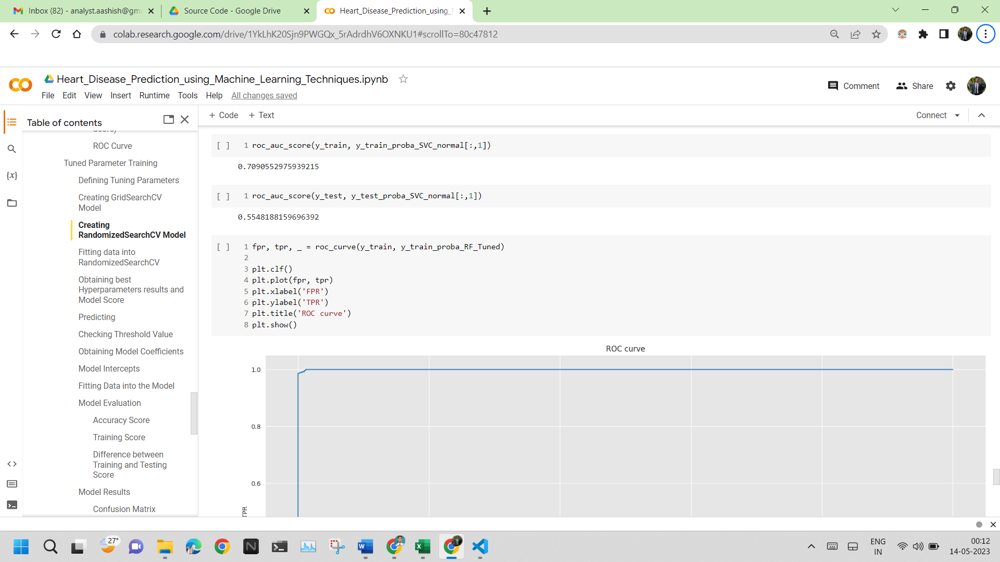 Inbox (82) - analyst.aashish@gm
Source Code - Google Drive
Heart_Disease_Prediction_using_
colab.research.google.com/drive/1YkLhK20Sjn9PWGQx_5rAdrdhV6OXNKU1#scrollTo=80c47812
Heart_Disease_Prediction_using_Machine_Learning_Techniques.ipynb
File Edit View Insert Runtime Tools Help All changes saved
Comment Share
Table of contents
+ Code + Text
Connect
ROC Curve
Tuned Parameter Training
Defining Tuning Parameters
Creating GridSearchCV
Model
Creating
RandomizedSearchCV Model
Fitting data into
RandomizedSearchCV
Obtaining best
Hyperparameters results and
Model Score
Predicting
Checking Threshold Value
Obtaining Model Coefficients
Model Intercepts
Fitting Data into the Model
Model Evaluation
Accuracy Score
Training Score
Difference between
Training and Testing
Score
Model Results
Confusion Matrix
[ ] 1 roc_auc_score(y_train, y_train_proba_SVC_normal[:,1])
0.7090552975939215
[ ] 1 roc_auc_score(y_test, y_test_proba_SVC_normal[:,1])
0.5548188159696392
[ ] 1 fpr, tpr, _ = roc_curve(y_train, y_train_proba_RF_Tuned)
2
3 plt.clf()
4 plt.plot(fpr, tpr)
5 plt.xlabel('FPR')
6 plt.ylabel('TPR')
7 plt.title('ROC curve')
8 plt.show()
ROC curve
1.0
0.8
0.6
TPR
27°
ENG
IN
00:12
14-05-2023